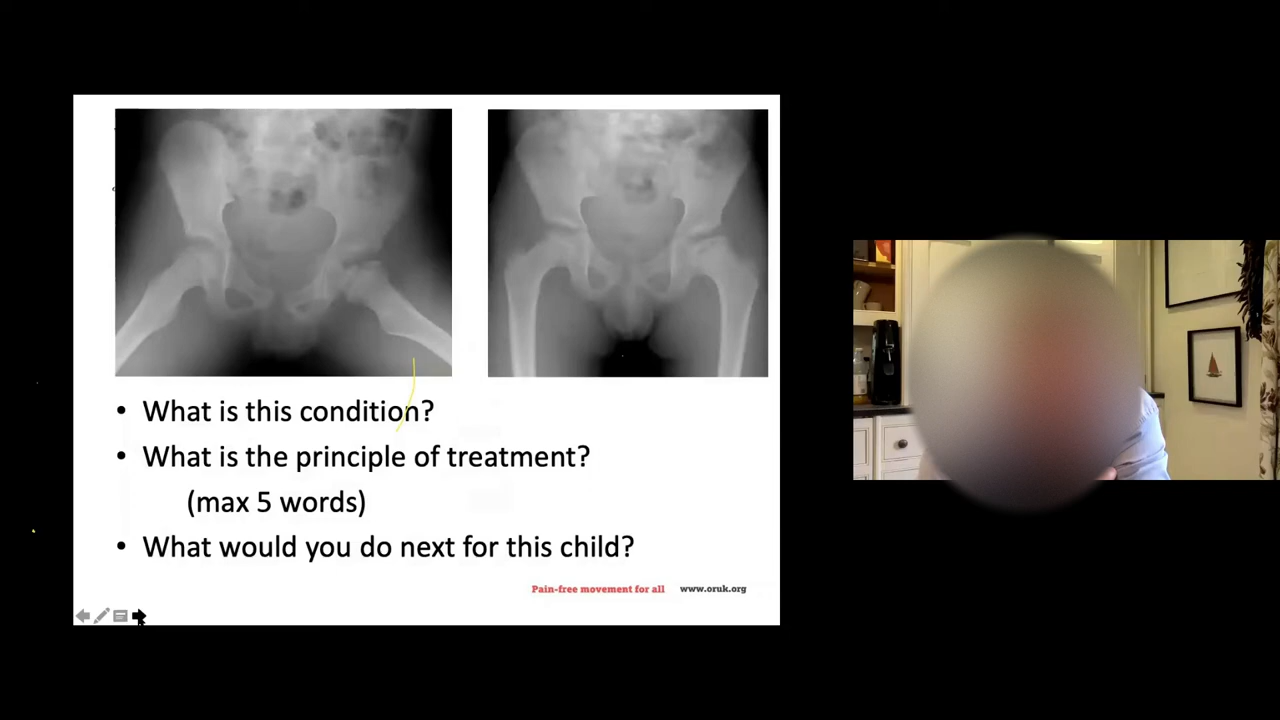 • What is this condition?
• What is the principle of treatment?
(max 5 words)
• What would you do next for this child?
Pain-free movement for all www.oruk.org